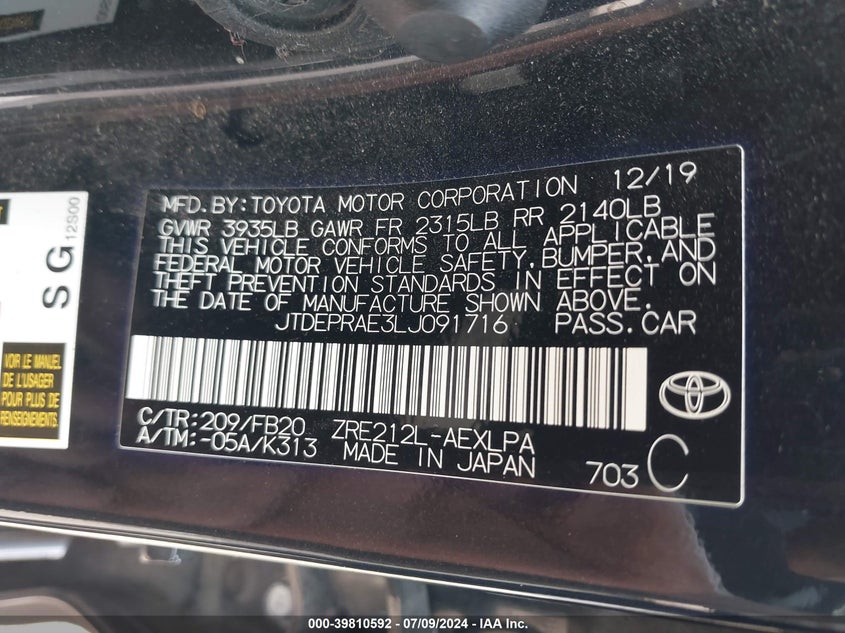 MFD. BY: TOYOTA MOTOR CORPORATION 12/19
GVWR 3935LB GAWR FR 2315LB RR 2140LB
THIS VEHICLE CONFORMS TO ALL APPLICABLE
FEDERAL MOTOR VEHICLE SAFETY, BUMPER, AND
THEFT PREVENTION STANDARDS IN EFFECT ON
THE DATE OF MANUFACTURE SHOWN ABOVE.
JTDEPRAE3LJ091716 PASS. CAR
C/TR: 209/FB20 ZRE212L-AEXLPA
A/TM: -05A/K313 MADE IN JAPAN
703 C
SG
12S00
VOIR LE MANUEL
DE L'USAGER
POUR PLUS DE
RENSEIGNEMENTS.
TOYOTA
000-39810592 - 07/09/2024 - IAA Inc.